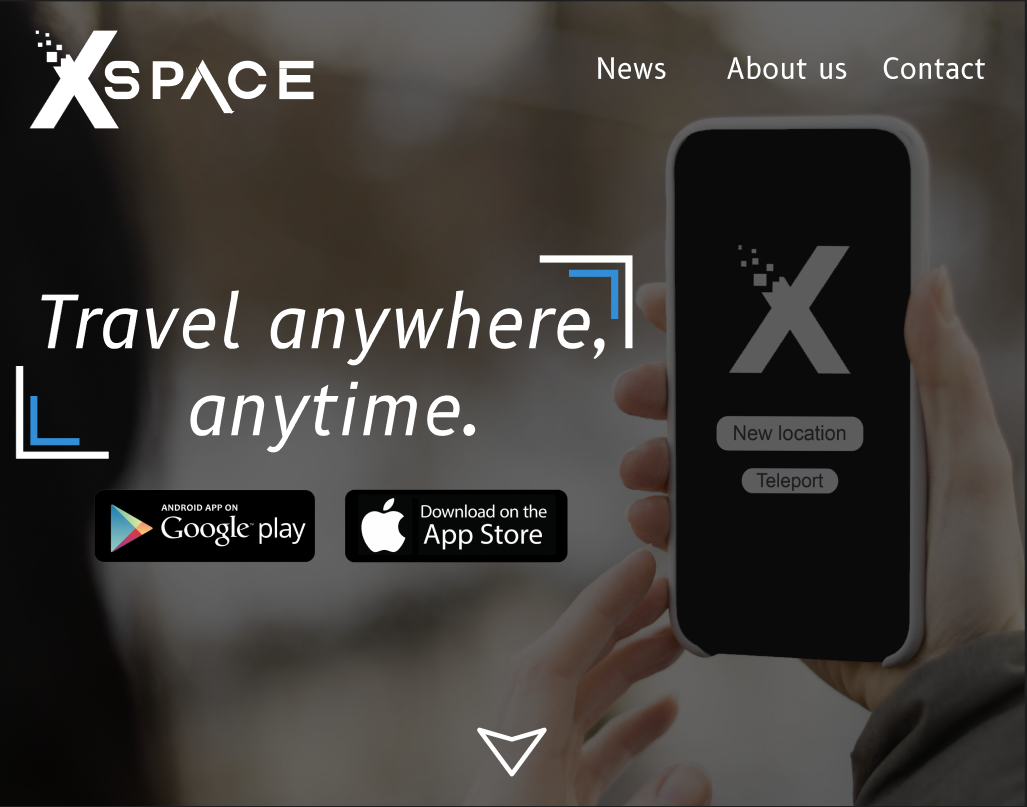 XSPACE
News About us Contact
Travel anywhere,
anytime.
ANDROID APP ON
Google™ play
Download on the
App Store
X
New location
Teleport